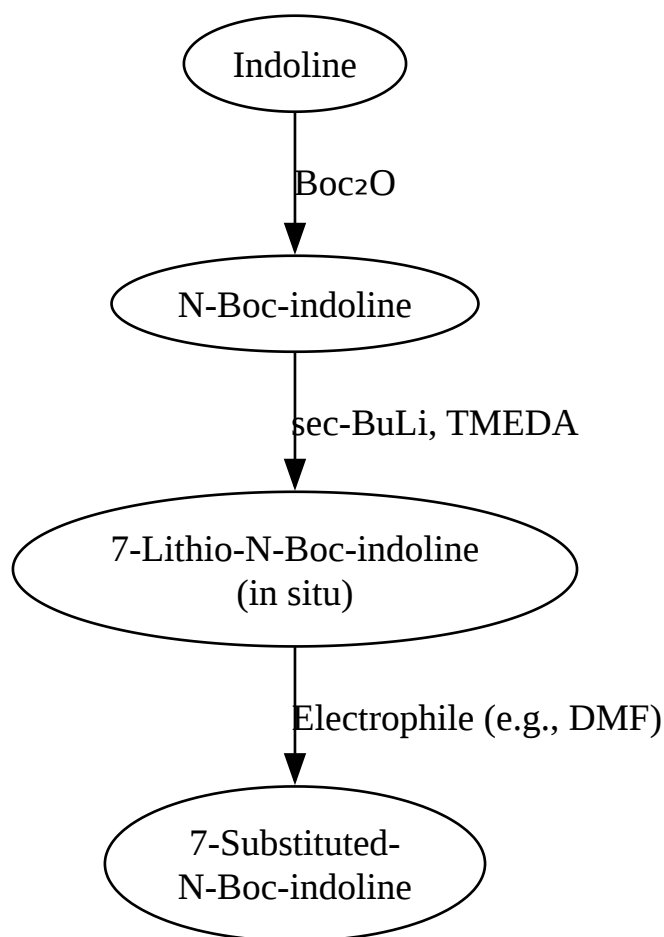 Indoline
Boc₂O
N-Boc-indoline
sec-BuLi, TMEDA
7-Lithio-N-Boc-indoline
(in situ)
Electrophile (e.g., DMF)
7-Substituted-
N-Boc-indoline